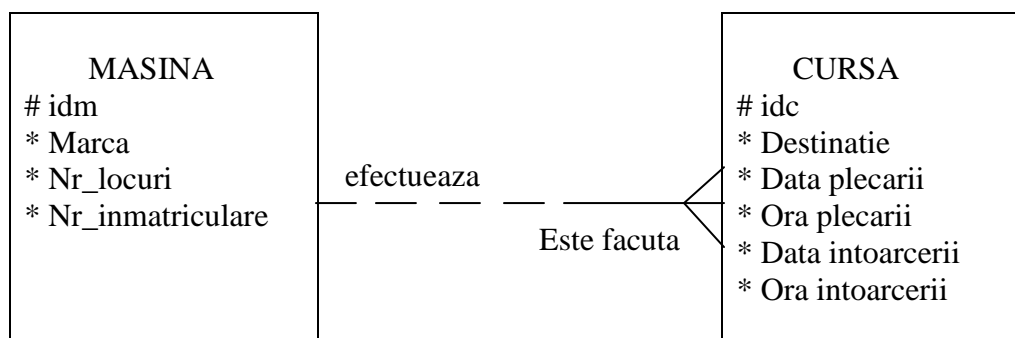 MASINA
# idm
* Marca
* Nr_locuri
* Nr_inmatriculare
efectueaza
Este facuta
CURSA
# idc
* Destinatie
* Data plecarii
* Ora plecarii
* Data intoarcerii
* Ora intoarcerii